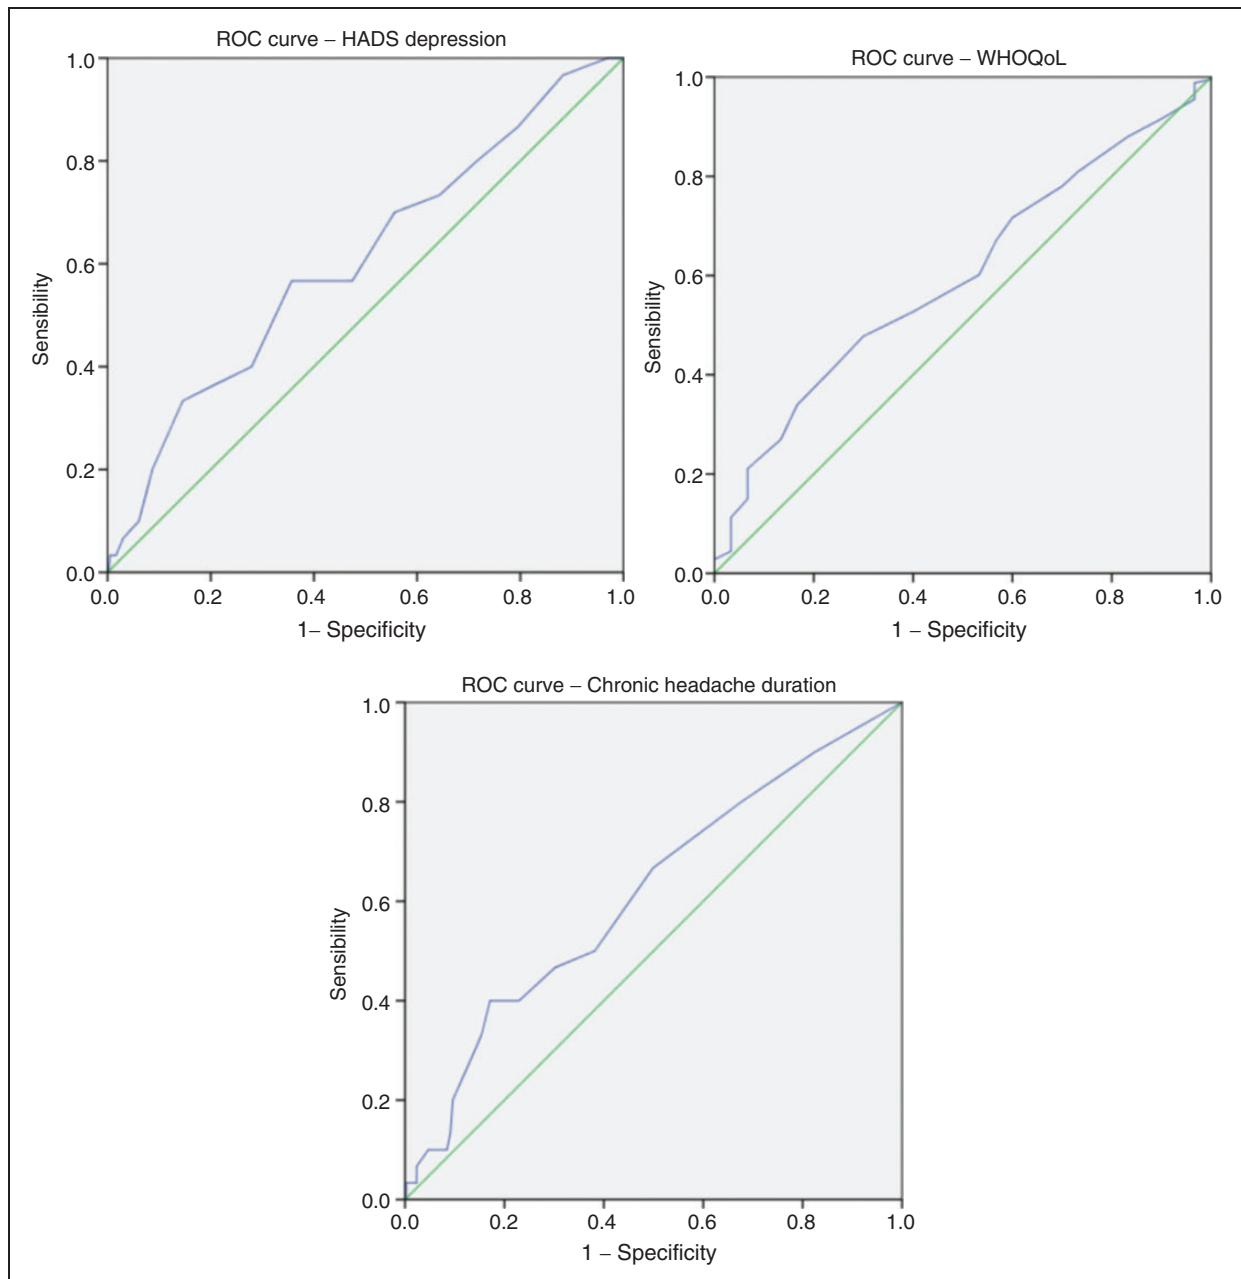 ROC curve – HADS depression
1.0
0.8
0.6
0.4
0.2
0.0
Sensibility
0.0 0.2 0.4 0.6 0.8 1.0
1– Specificity
ROC curve – WHOQoL
1.0
0.8
0.6
0.4
0.2
0.0
Sensibility
0.0 0.2 0.4 0.6 0.8 1.0
1 – Specificity
ROC curve – Chronic headache duration
1.0
0.8
0.6
0.4
0.2
0.0
Sensibility
0.0 0.2 0.4 0.6 0.8 1.0
1 – Specificity